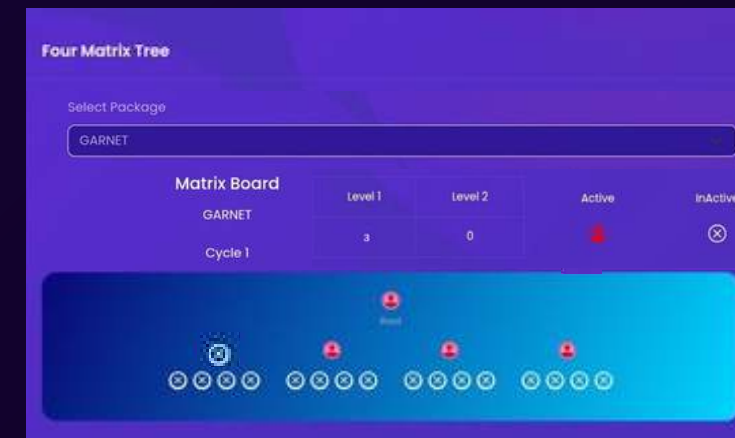 Four Matrix Tree
Select Package
GARNET
Matrix Board
GARNET
Cycle 1
Level 1 Level 2 Active InActive
3 0